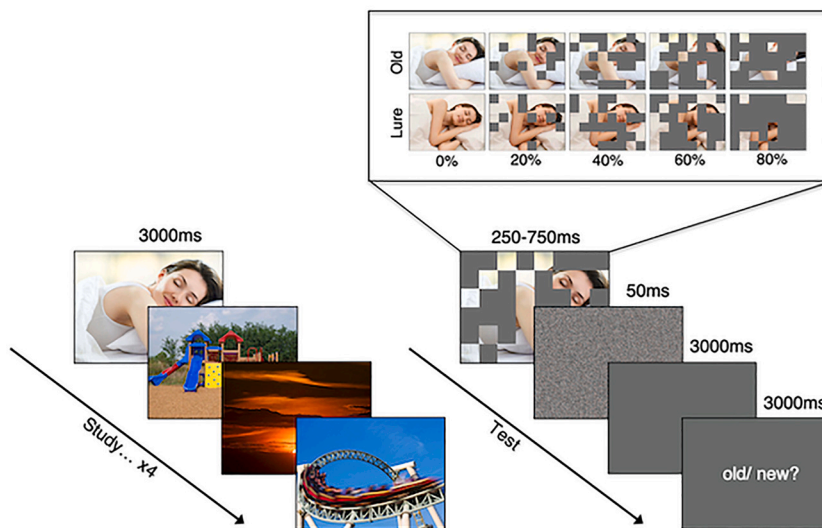 Old
Lure
0% 20% 40% 60% 80%
3000ms
250-750ms
50ms
3000ms
3000ms
Study... x4
Test
old/ new?